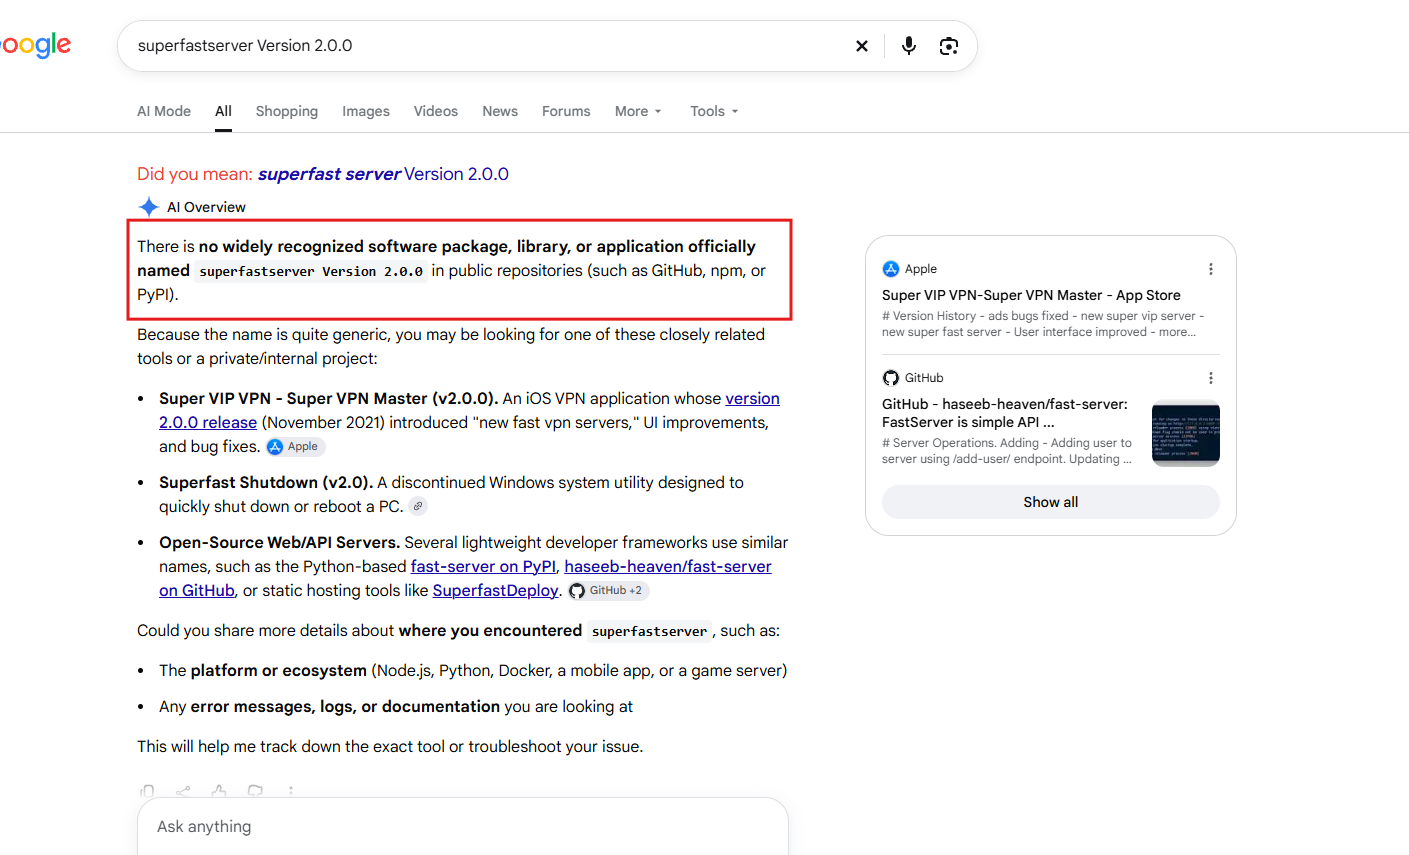 oogle
superfastserver Version 2.0.0
AI Mode All Shopping Images Videos News Forums More Tools
Did you mean: superfast server Version 2.0.0
AI Overview
There is no widely recognized software package, library, or application officially
named superfastserver Version 2.0.0 in public repositories (such as GitHub, npm, or
PyPI).
Because the name is quite generic, you may be looking for one of these closely related
tools or a private/internal project:
• Super VIP VPN - Super VPN Master (v2.0.0). An iOS VPN application whose version
2.0.0 release (November 2021) introduced "new fast vpn servers," UI improvements,
and bug fixes. Apple
• Superfast Shutdown (v2.0). A discontinued Windows system utility designed to
quickly shut down or reboot a PC.
• Open-Source Web/API Servers. Several lightweight developer frameworks use similar
names, such as the Python-based fast-server on PyPI, haseeb-heaven/fast-server
on GitHub, or static hosting tools like SuperfastDeploy. GitHub +2
Could you share more details about where you encountered superfastserver, such as:
• The platform or ecosystem (Node.js, Python, Docker, a mobile app, or a game server)
• Any error messages, logs, or documentation you are looking at
This will help me track down the exact tool or troubleshoot your issue.
Ask anything
Apple
Super VIP VPN-Super VPN Master - App Store
# Version History - ads bugs fixed - new super vip server -
new super fast server - User interface improved - more...
GitHub
GitHub - haseeb-heaven/fast-server:
FastServer is simple API ...
# Server Operations. Adding - Adding user to
server using /add-user/ endpoint. Updating ...
Show all